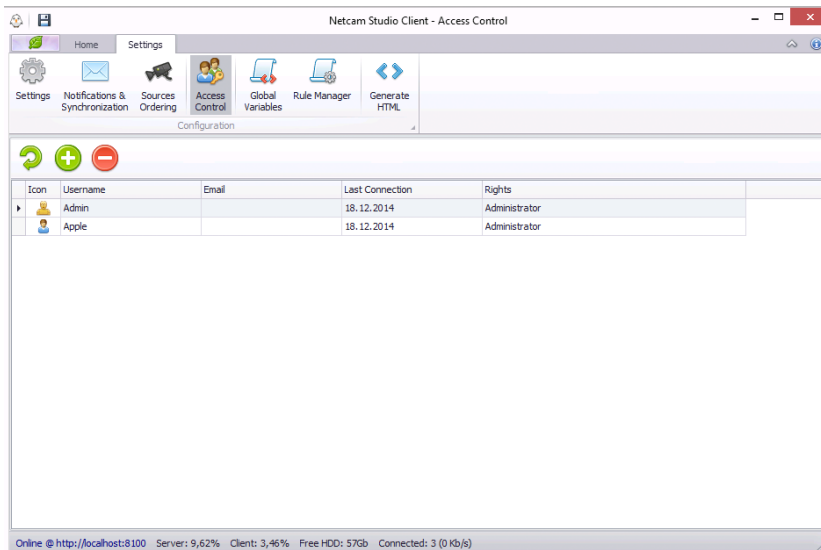 Netcam Studio Client - Access Control
Home Settings
Settings Notifications & Synchronization Sources Ordering Access Control Global Variables Rule Manager Generate HTML
Configuration
Icon Username Email Last Connection Rights
Admin 18.12.2014 Administrator
Apple 18.12.2014 Administrator
Online @ http://localhost:8100 Server: 9,62% Client: 3,46% Free HDD: 57Gb Connected: 3 (0 Kb/s)